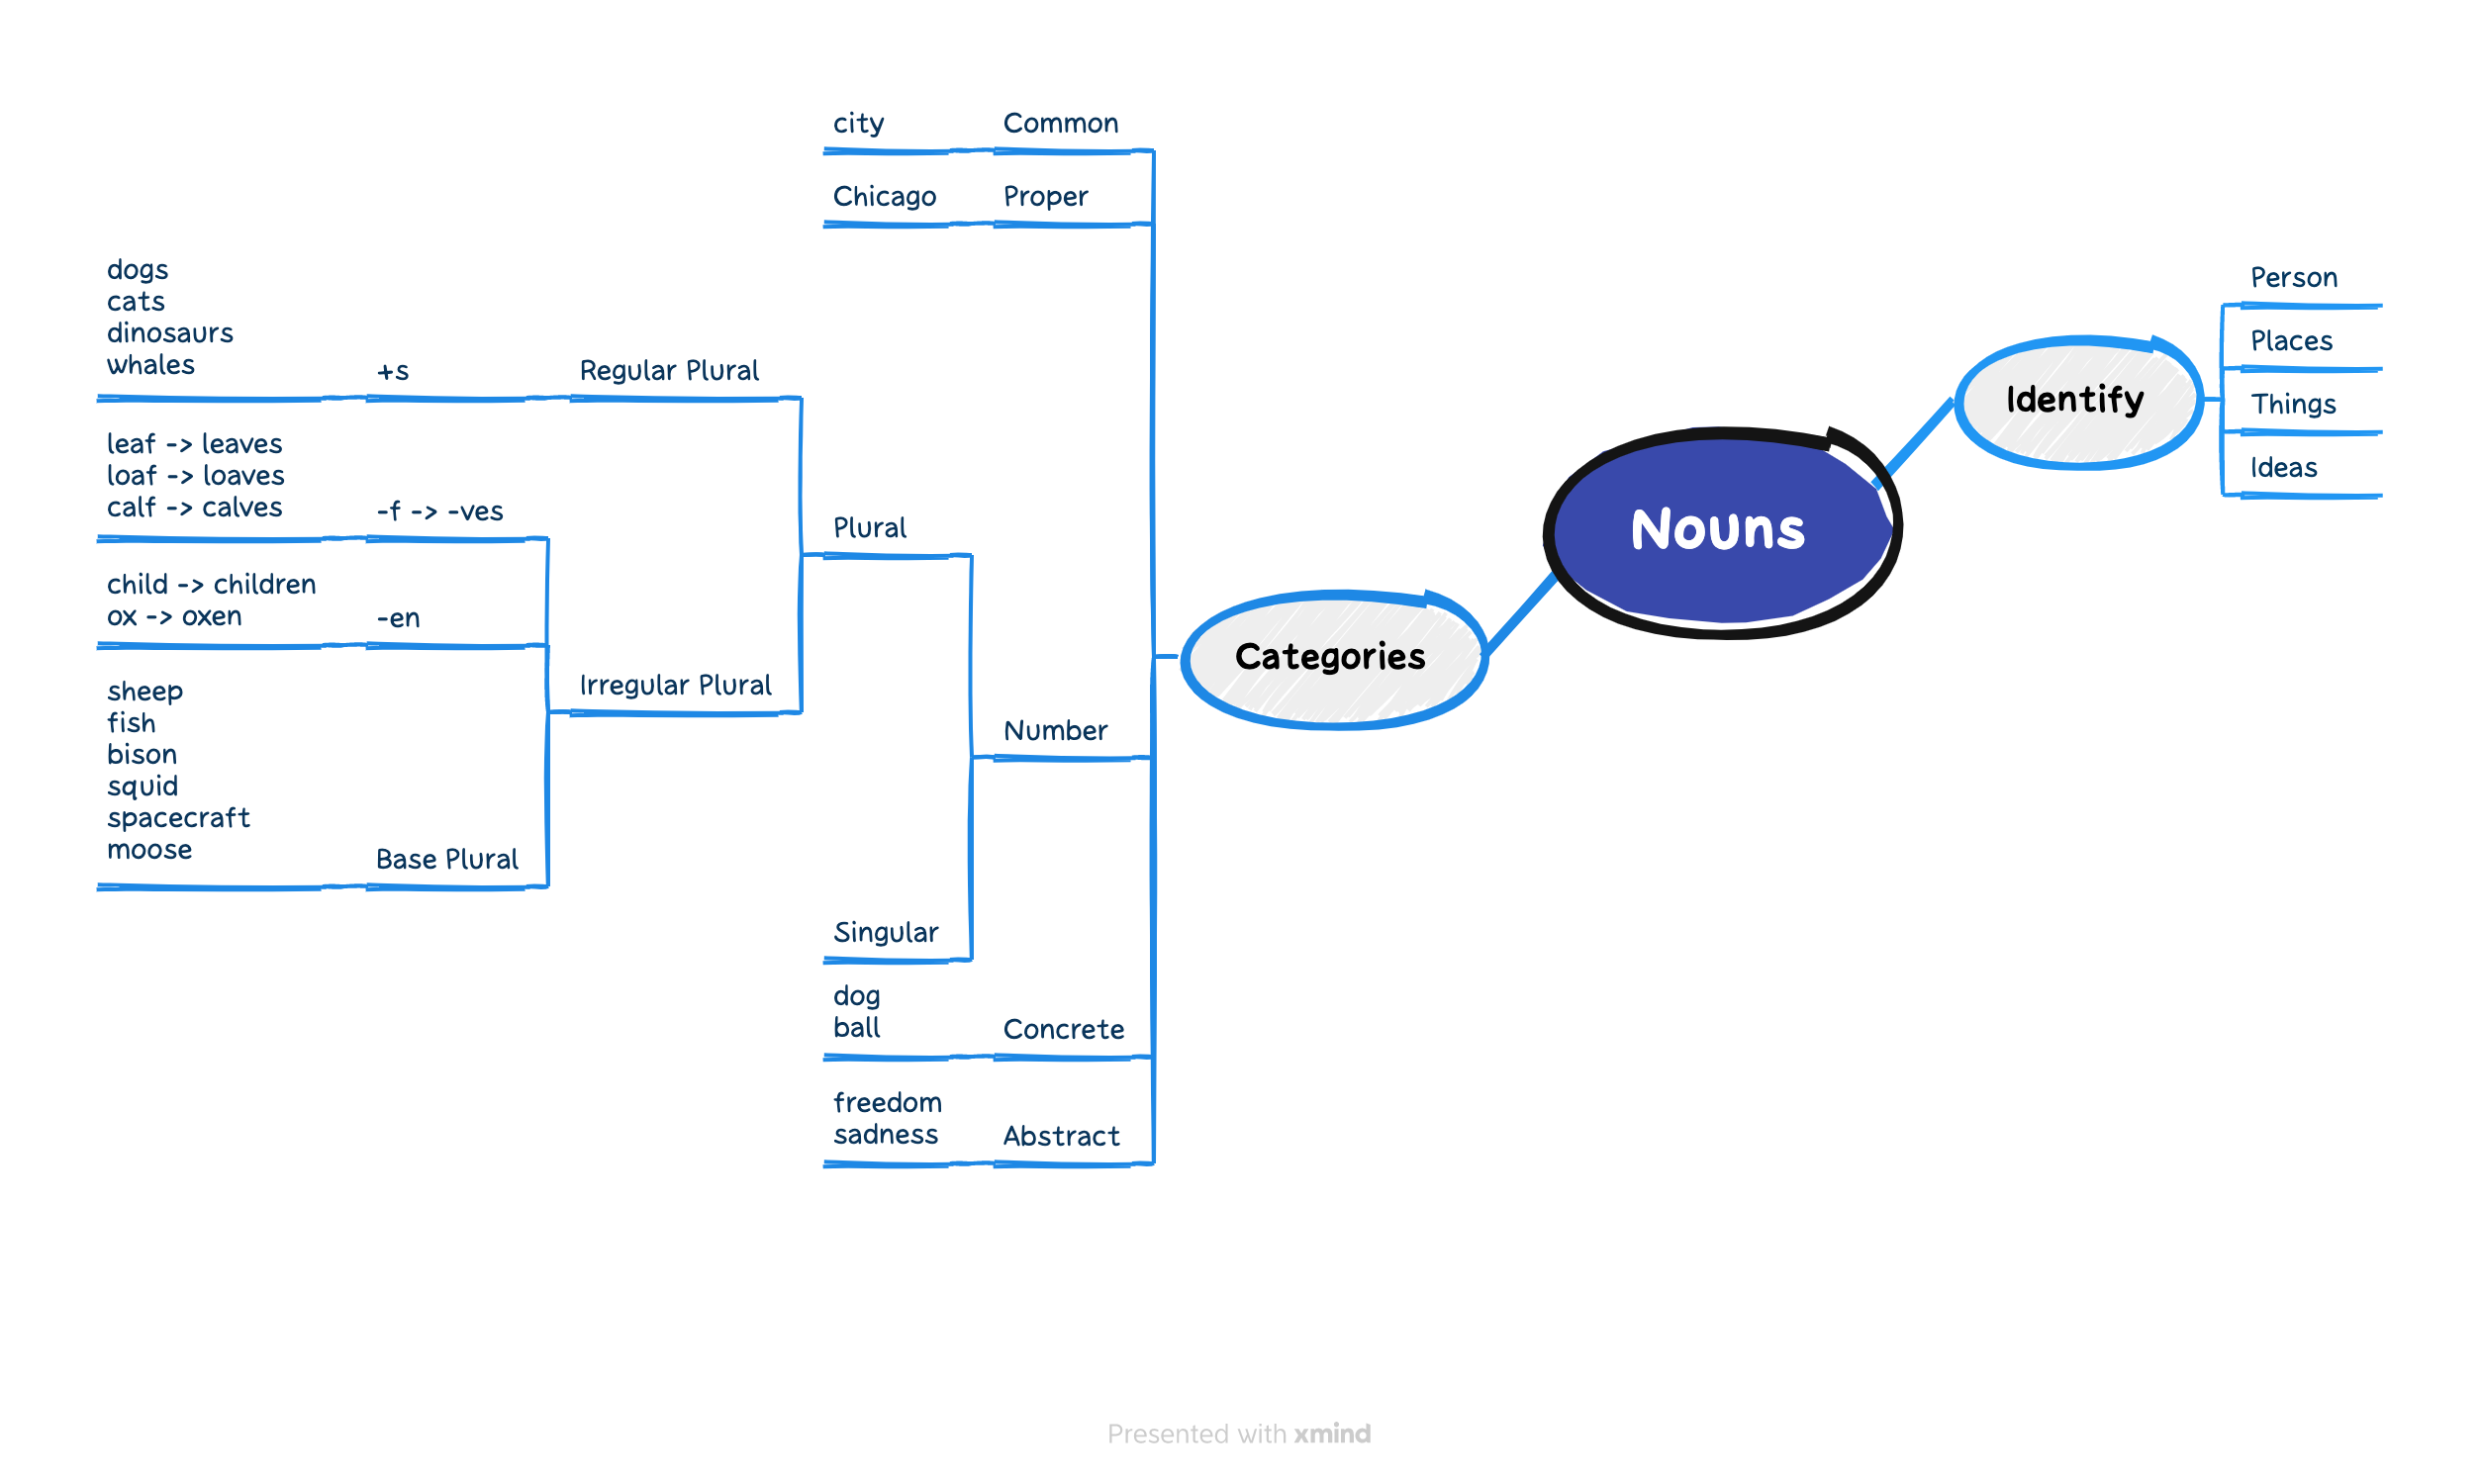 Nouns
Identify
Person
Places
Things
Ideas
Categories
Common
city
Proper
Chicago
Number
Plural
Regular Plural
+s
dogs
cats
dinosaurs
whales
Irregular Plural
-f -> -ves
leaf -> leaves
loaf -> loaves
calf -> calves
-en
child -> children
ox -> oxen
Base Plural
sheep
fish
bison
squid
spacecraft
moose
Singular
Concrete
dog
ball
Abstract
freedom
sadness
Presented with xmind